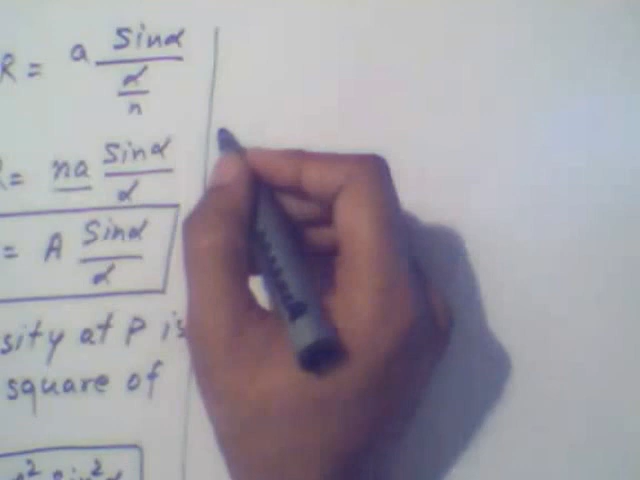 R = a sinα / (α/n)
R = na sinα / α
= A sinα / α
sity at P is
square of